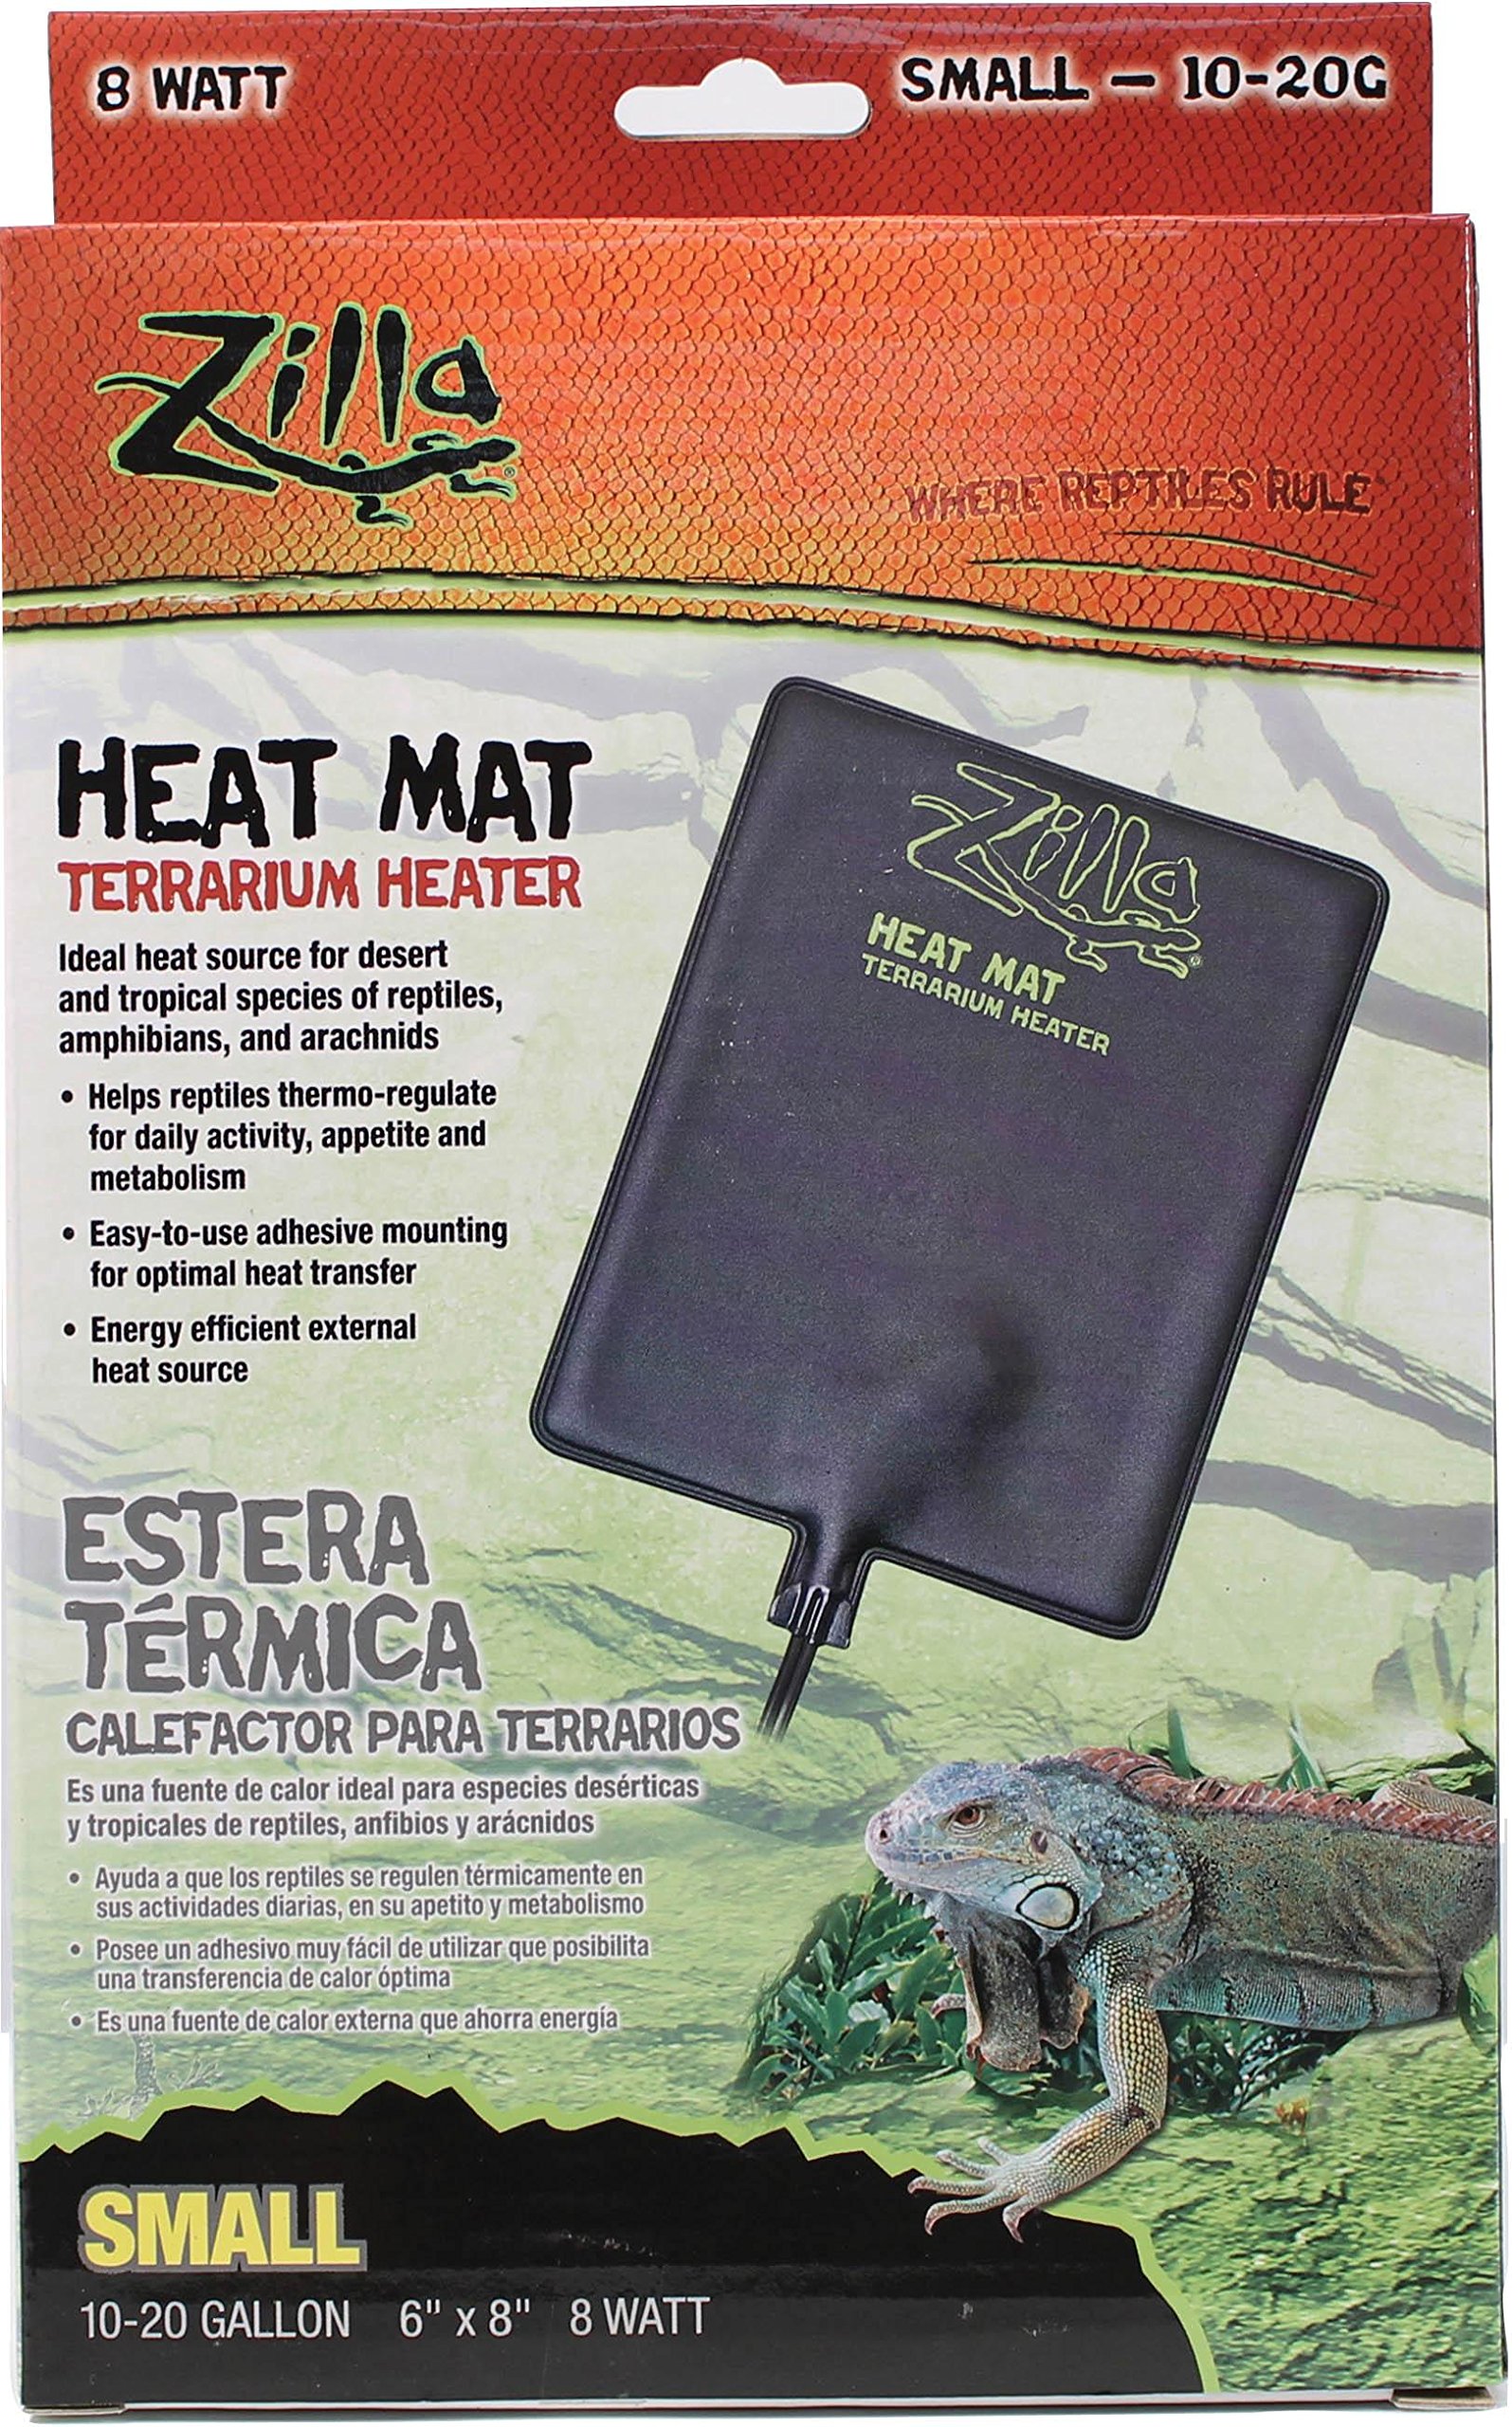 8 WATT
SMALL — 10-20G
Zilla®
WHERE REPTILES RULE
HEAT MAT
TERRARIUM HEATER
Ideal heat source for desert
and tropical species of reptiles,
amphibians, and arachnids
• Helps reptiles thermo-regulate
for daily activity, appetite and
metabolism
• Easy-to-use adhesive mounting
for optimal heat transfer
• Energy efficient external
heat source
Zilla®
HEAT MAT
TERRARIUM HEATER
ESTERA
TÉRMICA
CALEFACTOR PARA TERRARIOS
Es una fuente de calor ideal para especies desérticas
y tropicales de reptiles, anfibios y arácnidos
• Ayuda a que los reptiles se regulen térmicamente en
sus actividades diarias, en su apetito y metabolismo
• Posee un adhesivo muy fácil de utilizar que posibilita
una transferencia de calor óptima
• Es una fuente de calor externa que ahorra energía
SMALL
10-20 GALLON 6" x 8" 8 WATT